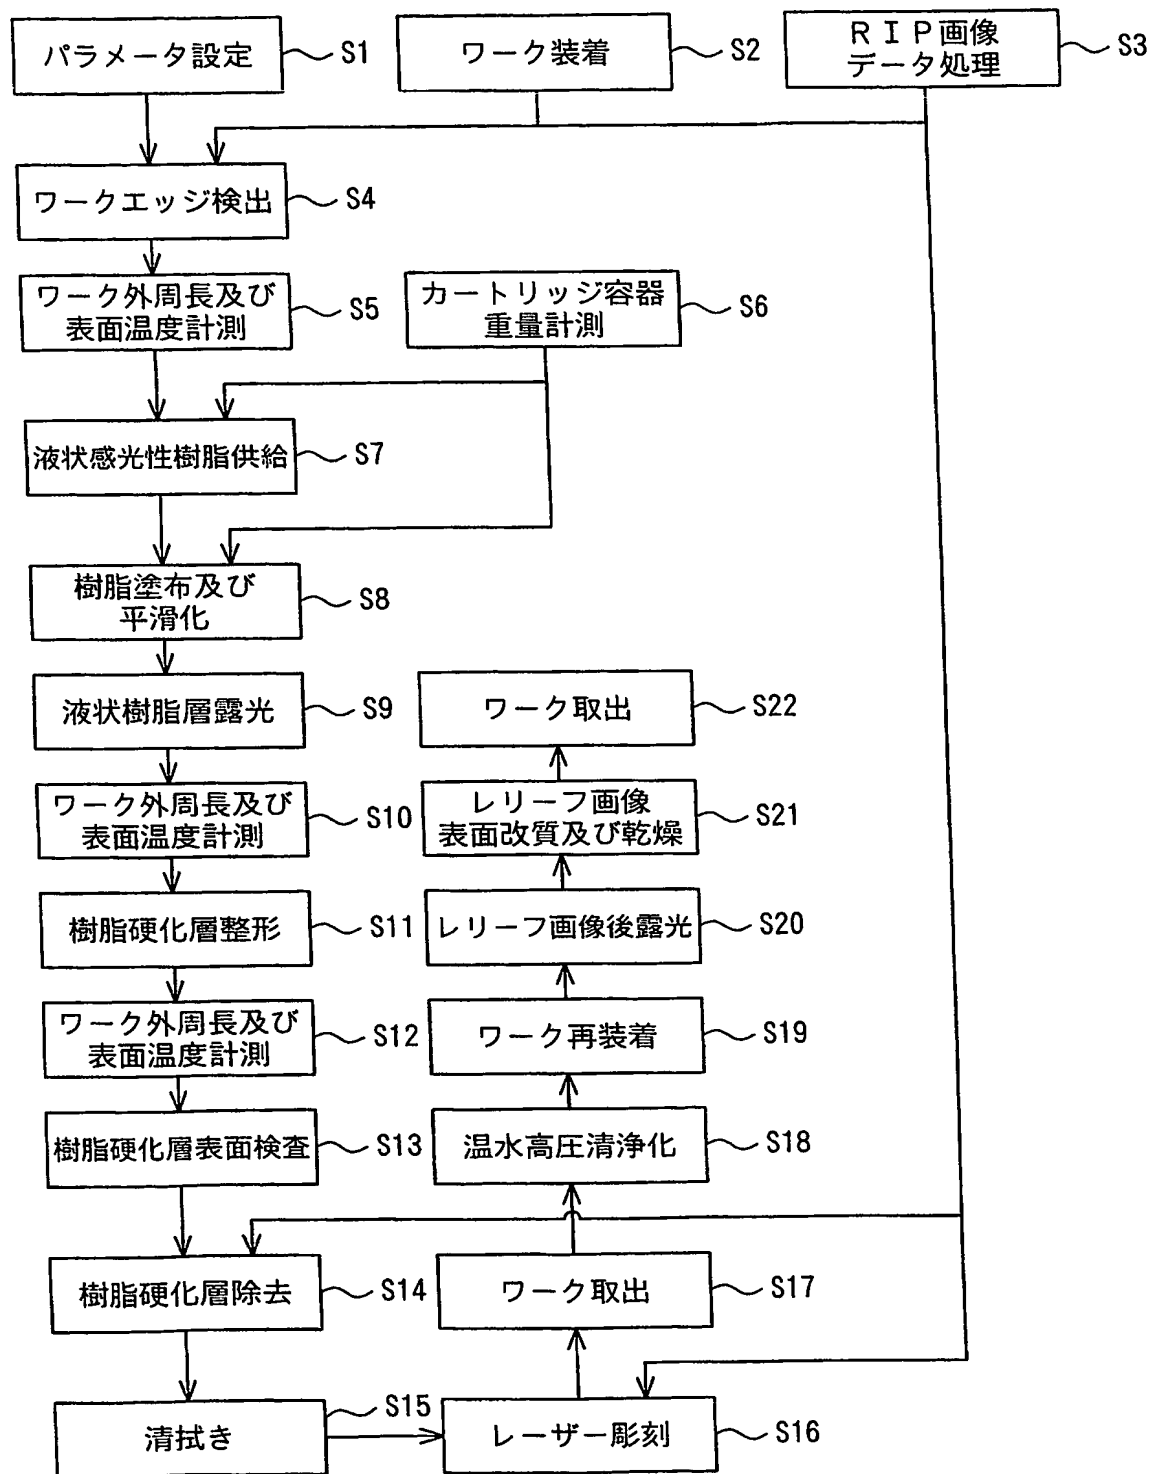 パラメータ設定
S1
ワーク装着
S2
ＲＩＰ画像
データ処理
S3
ワークエッジ検出
S4
ワーク外周長及び
表面温度計測
S5
カートリッジ容器
重量計測
S6
液状感光性樹脂供給
S7
樹脂塗布及び
平滑化
S8
液状樹脂層露光
S9
ワーク取出
S22
ワーク外周長及び
表面温度計測
S10
レリーフ画像
表面改質及び乾燥
S21
樹脂硬化層整形
S11
レリーフ画像後露光
S20
ワーク外周長及び
表面温度計測
S12
ワーク再装着
S19
樹脂硬化層表面検査
S13
温水高圧清浄化
S18
樹脂硬化層除去
S14
ワーク取出
S17
清拭き
S15
レーザー彫刻
S16